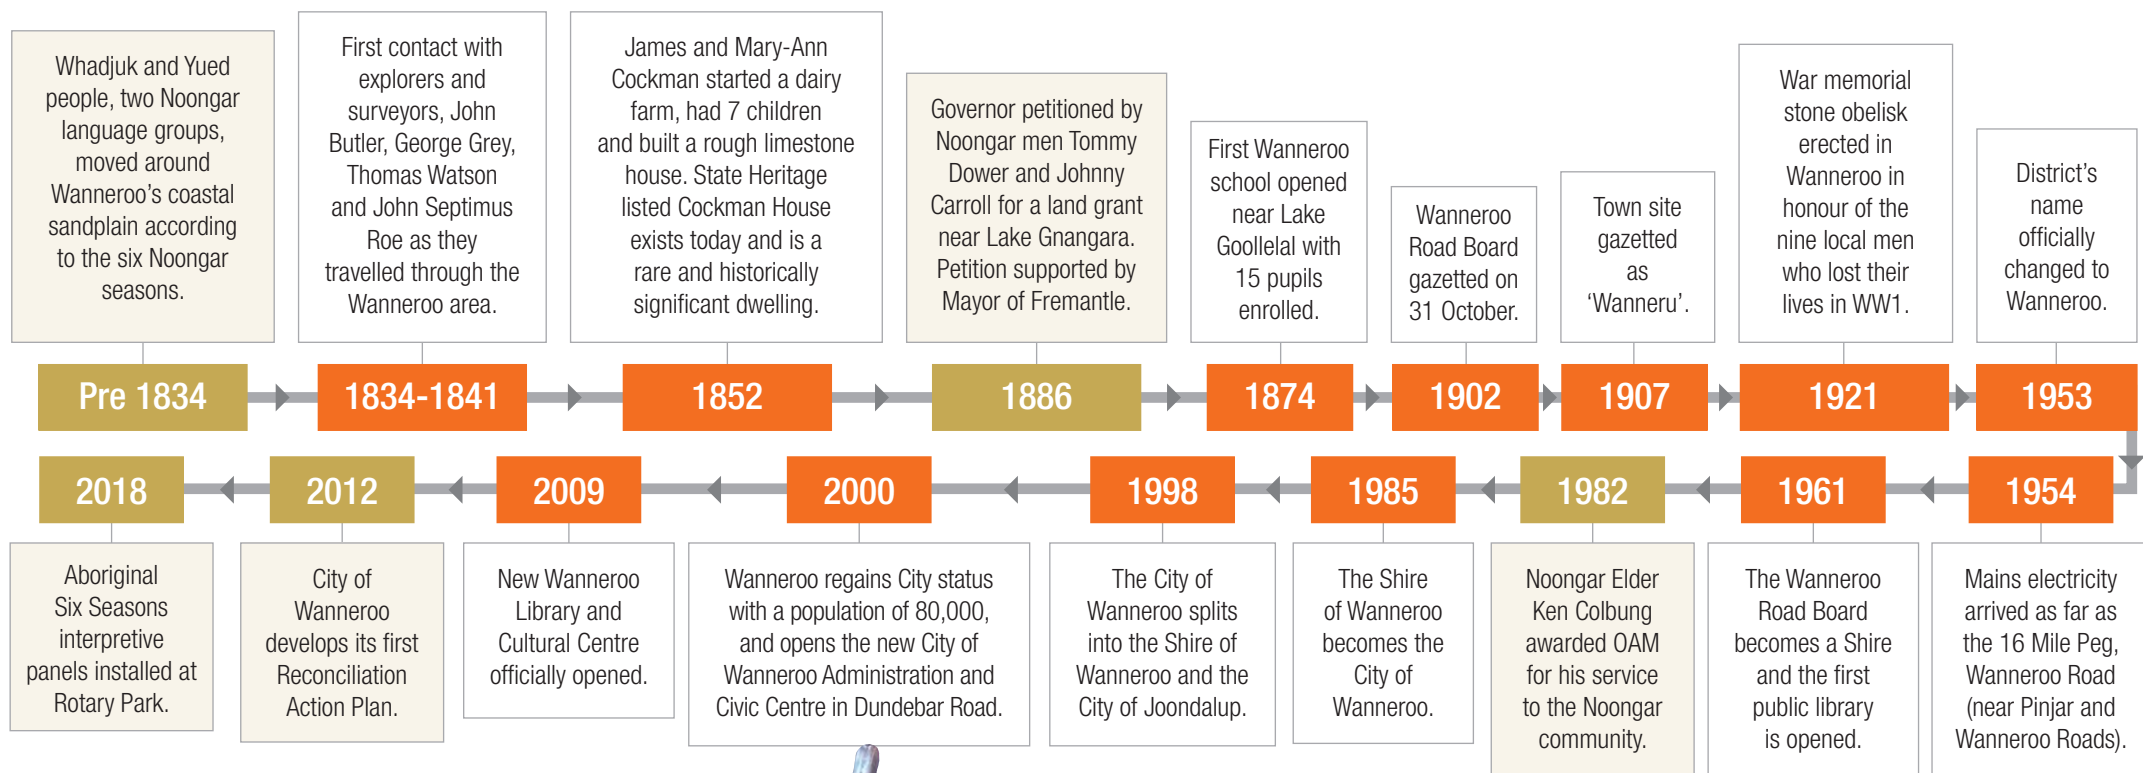 Whadjuk and Yued
people, two Noongar
language groups,
moved around
Wanneroo's coastal
sandplain according
to the six Noongar
seasons.
Pre 1834
First contact with
explorers and
surveyors, John
Butler, George Grey,
Thomas Watson
and John Septimus
Roe as they
travelled through the
Wanneroo area.
1834-1841
James and Mary-Ann
Cockman started a dairy
farm, had 7 children
and built a rough limestone
house. State Heritage
listed Cockman House
exists today and is a
rare and historically
significant dwelling.
1852
Governor petitioned by
Noongar men Tommy
Dower and Johnny
Carroll for a land grant
near Lake Gnangara.
Petition supported by
Mayor of Fremantle.
1886
First Wanneroo
school opened
near Lake
Goollelal with
15 pupils
enrolled.
1874
Wanneroo
Road Board
gazetted on
31 October.
1902
Town site
gazetted
as
‘Wanneru’.
1907
War memorial
stone obelisk
erected in
Wanneroo in
honour of the
nine local men
who lost their
lives in WW1.
1921
District's
name
officially
changed to
Wanneroo.
1953
1954
Mains electricity
arrived as far as
the 16 Mile Peg,
Wanneroo Road
(near Pinjar and
Wanneroo Roads).
1961
The Wanneroo
Road Board
becomes a Shire
and the first
public library
is opened.
1982
Noongar Elder
Ken Colbung
awarded OAM
for his service
to the Noongar
community.
1985
The Shire
of Wanneroo
becomes the
City of
Wanneroo.
1998
The City of
Wanneroo splits
into the Shire of
Wanneroo and the
City of Joondalup.
2000
Wanneroo regains City status
with a population of 80,000,
and opens the new City of
Wanneroo Administration and
Civic Centre in Dundebar Road.
2009
New Wanneroo
Library and
Cultural Centre
officially opened.
2012
City of
Wanneroo
develops its first
Reconciliation
Action Plan.
2018
Aboriginal
Six Seasons
interpretive
panels installed at
Rotary Park.